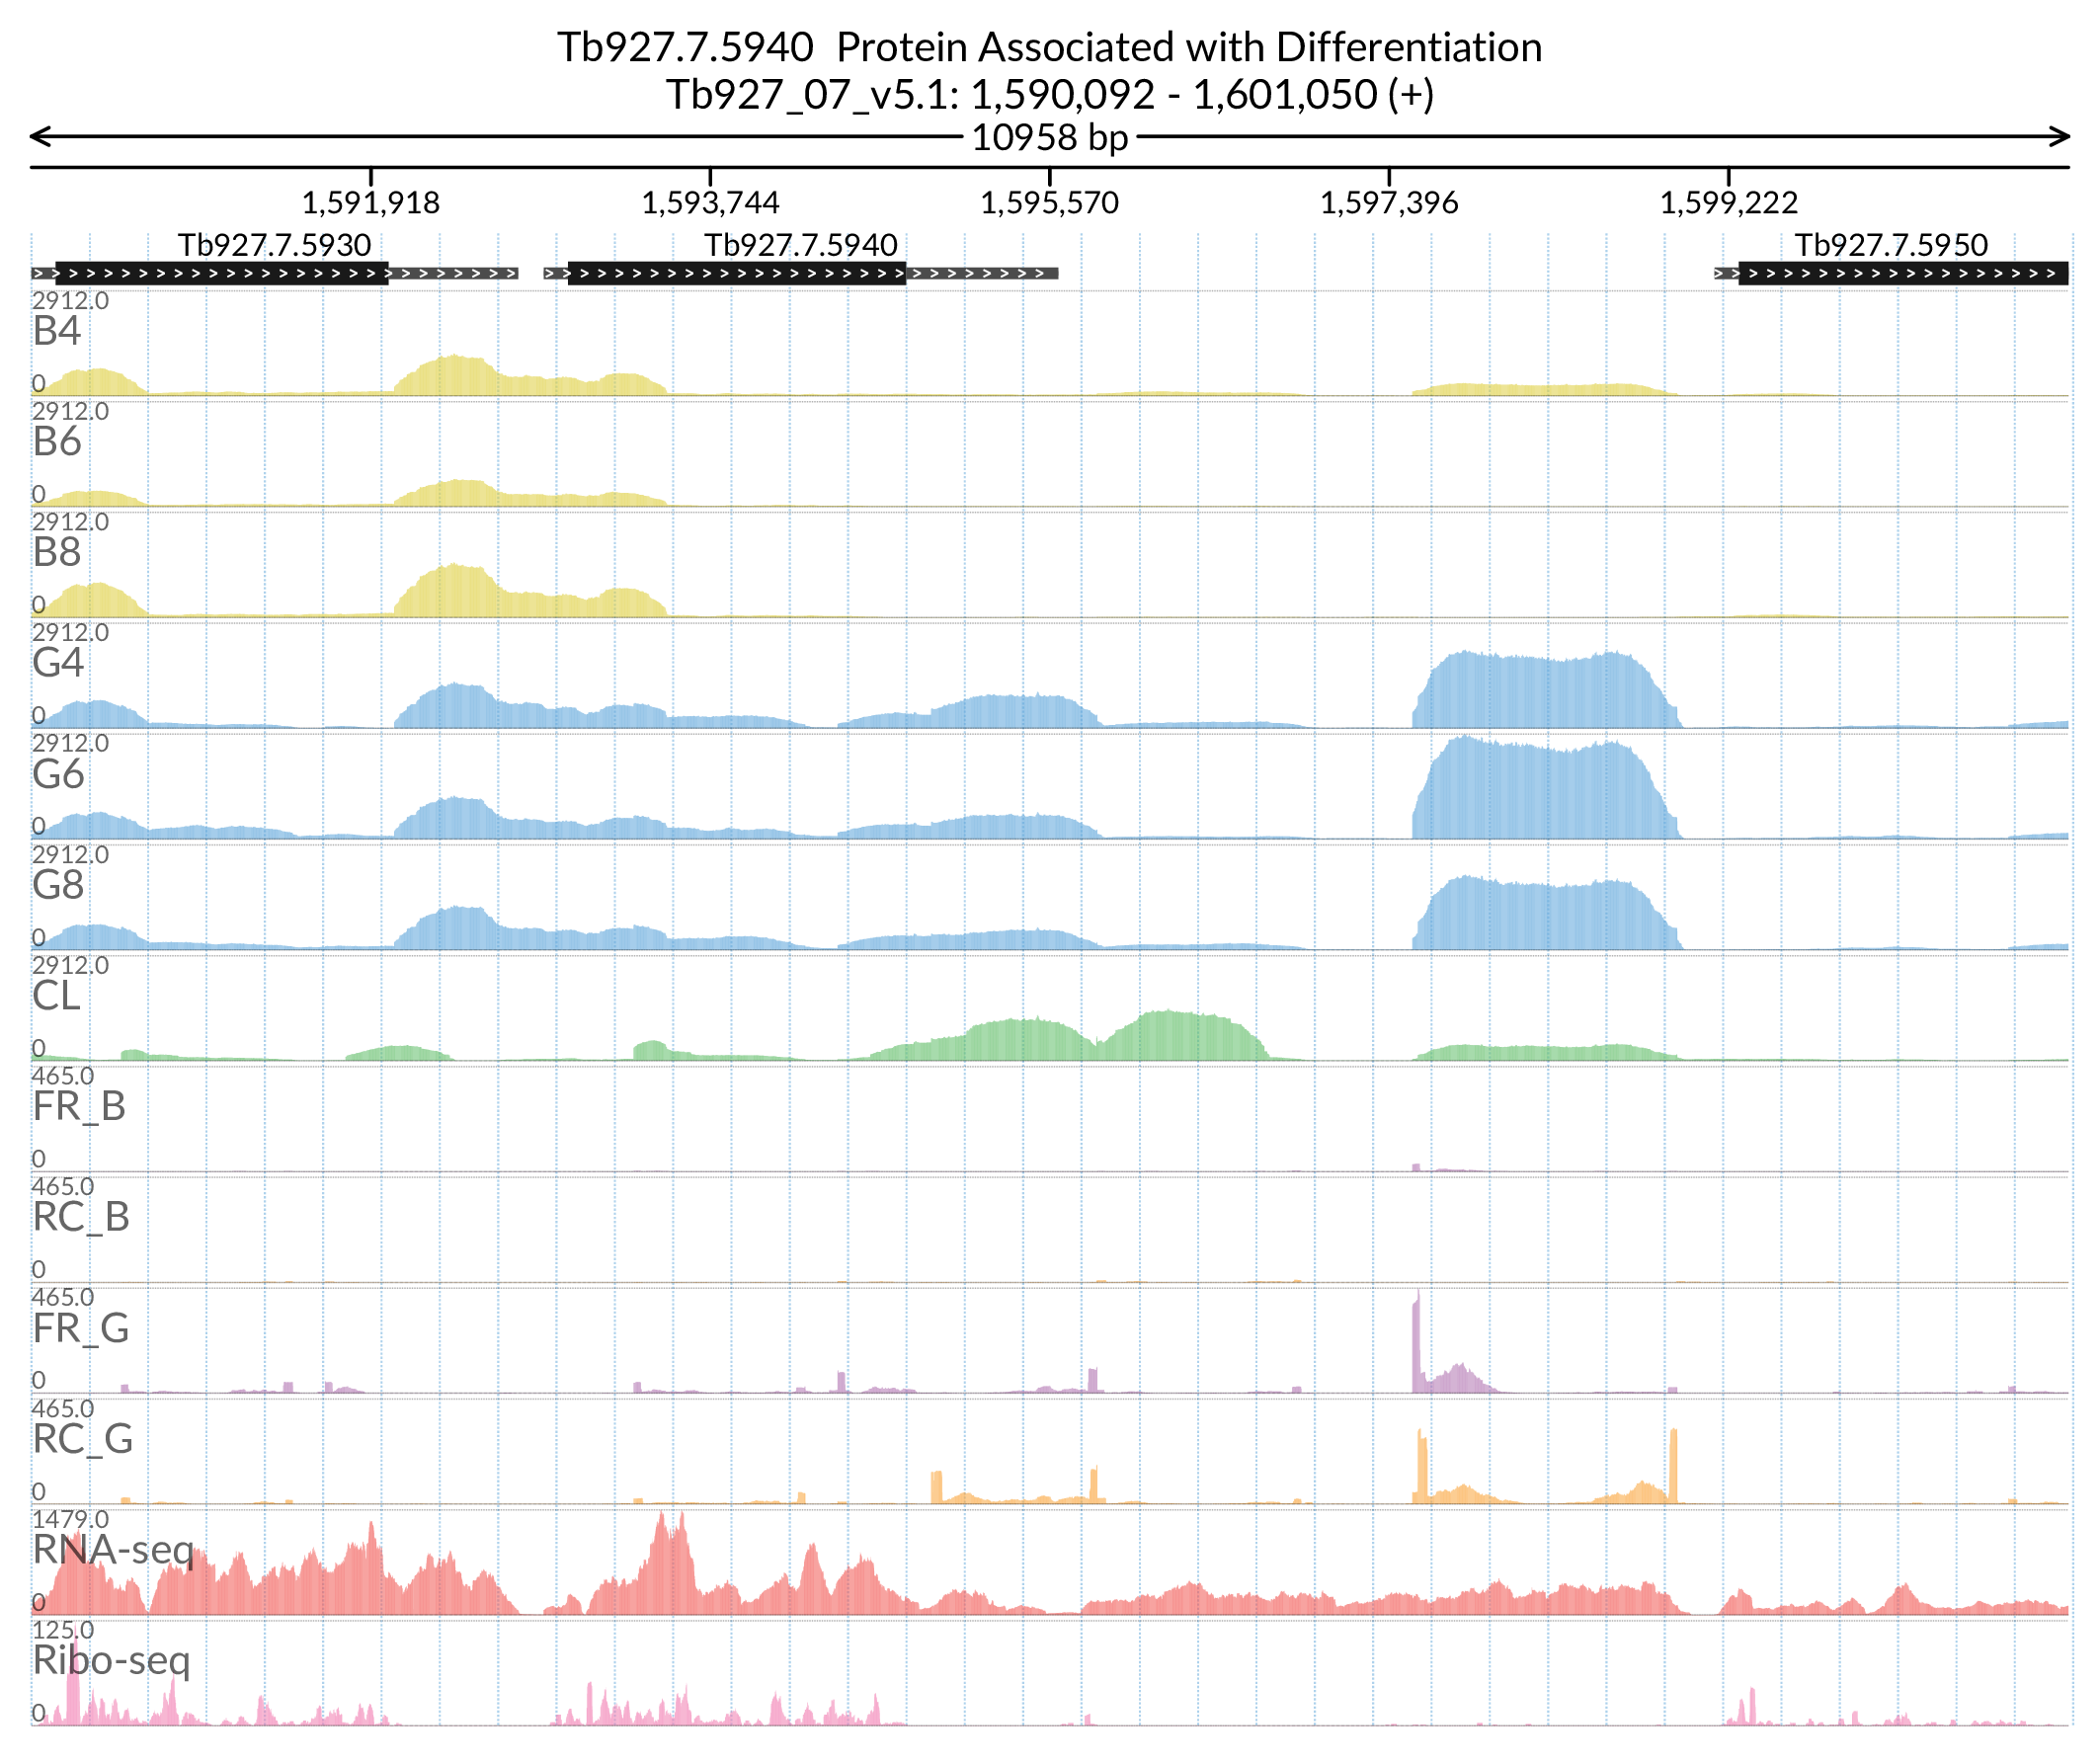 Tb927.7.5940  Protein Associated with Differentiation
Tb927_07_v5.1: 1,590,092 - 1,601,050 (+)
10958 bp
1,591,918 1,593,744 1,595,570 1,597,396 1,599,222
Tb927.7.5930 Tb927.7.5940 Tb927.7.5950
2912.0
B4
0
2912.0
B6
0
2912.0
B8
0
2912.0
G4
0
2912.0
G6
0
2912.0
G8
0
2912.0
CL
0
465.0
FR_B
0
465.0
RC_B
0
465.0
FR_G
0
465.0
RC_G
0
1479.0
RNA-seq
0
125.0
Ribo-seq
0